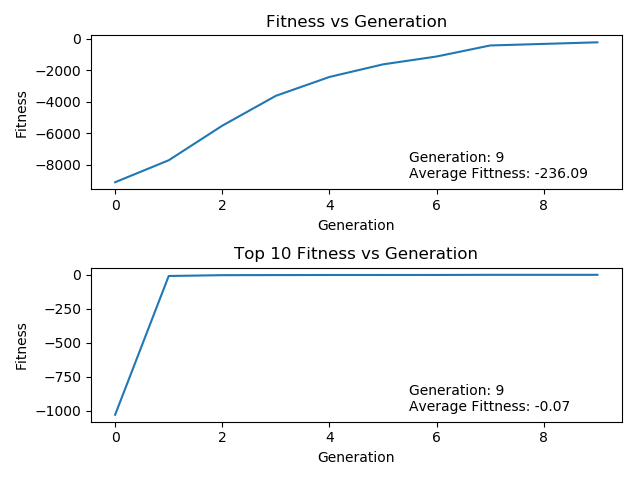 Fitness vs Generation
0
−2000
−4000
−6000
−8000
Fitness
Generation: 9
Average Fittness: -236.09
0 2 4 6 8
Generation
Top 10 Fitness vs Generation
0
−250
−500
−750
−1000
Fitness
Generation: 9
Average Fittness: -0.07
0 2 4 6 8
Generation